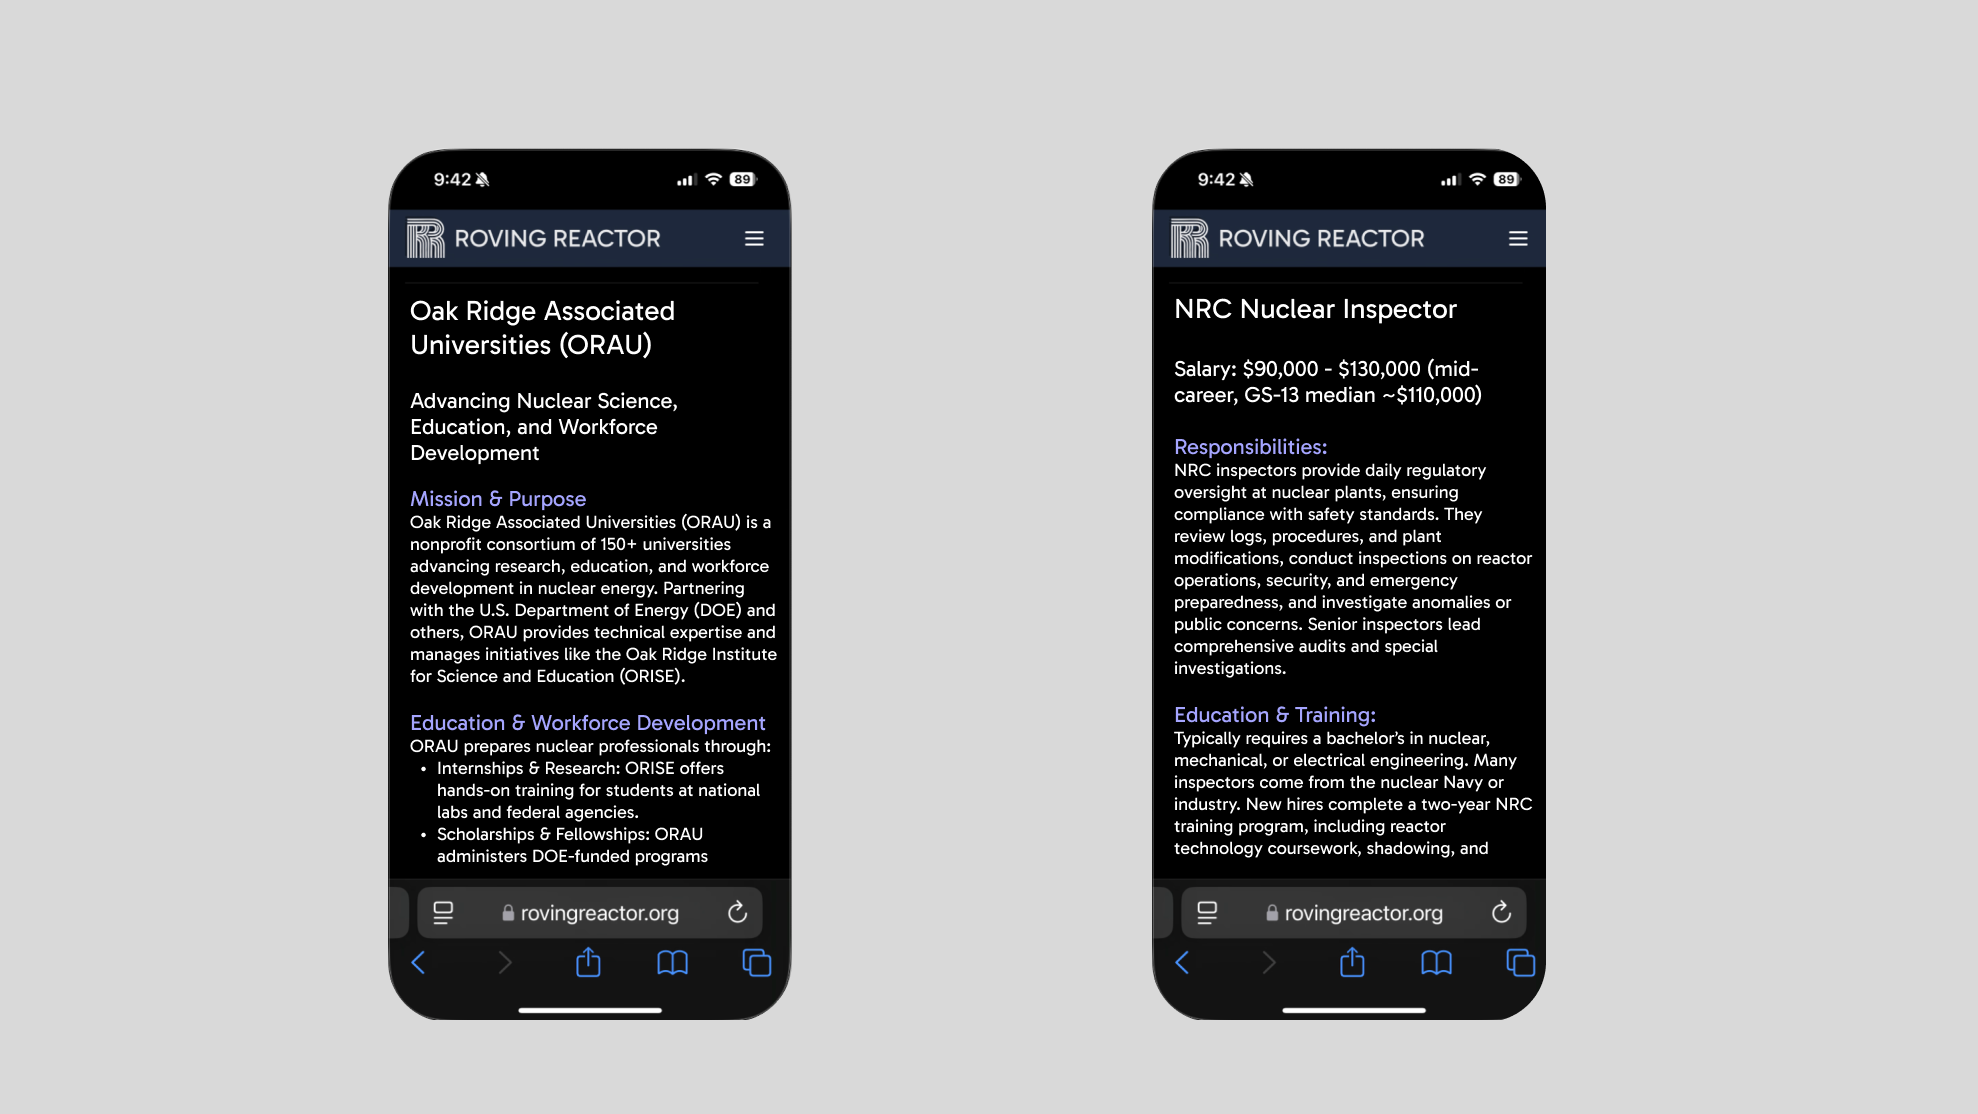 9:42
89
RR ROVING REACTOR
Oak Ridge Associated
Universities (ORAU)
Advancing Nuclear Science,
Education, and Workforce
Development
Mission & Purpose
Oak Ridge Associated Universities (ORAU) is a
nonprofit consortium of 150+ universities
advancing research, education, and workforce
development in nuclear energy. Partnering
with the U.S. Department of Energy (DOE) and
others, ORAU provides technical expertise and
manages initiatives like the Oak Ridge Institute
for Science and Education (ORISE).
Education & Workforce Development
ORAU prepares nuclear professionals through:
• Internships & Research: ORISE offers
hands-on training for students at national
labs and federal agencies.
• Scholarships & Fellowships: ORAU
administers DOE-funded programs
rovingreactor.org
9:42
89
RR ROVING REACTOR
NRC Nuclear Inspector
Salary: $90,000 - $130,000 (mid-
career, GS-13 median ~$110,000)
Responsibilities:
NRC inspectors provide daily regulatory
oversight at nuclear plants, ensuring
compliance with safety standards. They
review logs, procedures, and plant
modifications, conduct inspections on reactor
operations, security, and emergency
preparedness, and investigate anomalies or
public concerns. Senior inspectors lead
comprehensive audits and special
investigations.
Education & Training:
Typically requires a bachelor’s in nuclear,
mechanical, or electrical engineering. Many
inspectors come from the nuclear Navy or
industry. New hires complete a two-year NRC
training program, including reactor
technology coursework, shadowing, and
rovingreactor.org